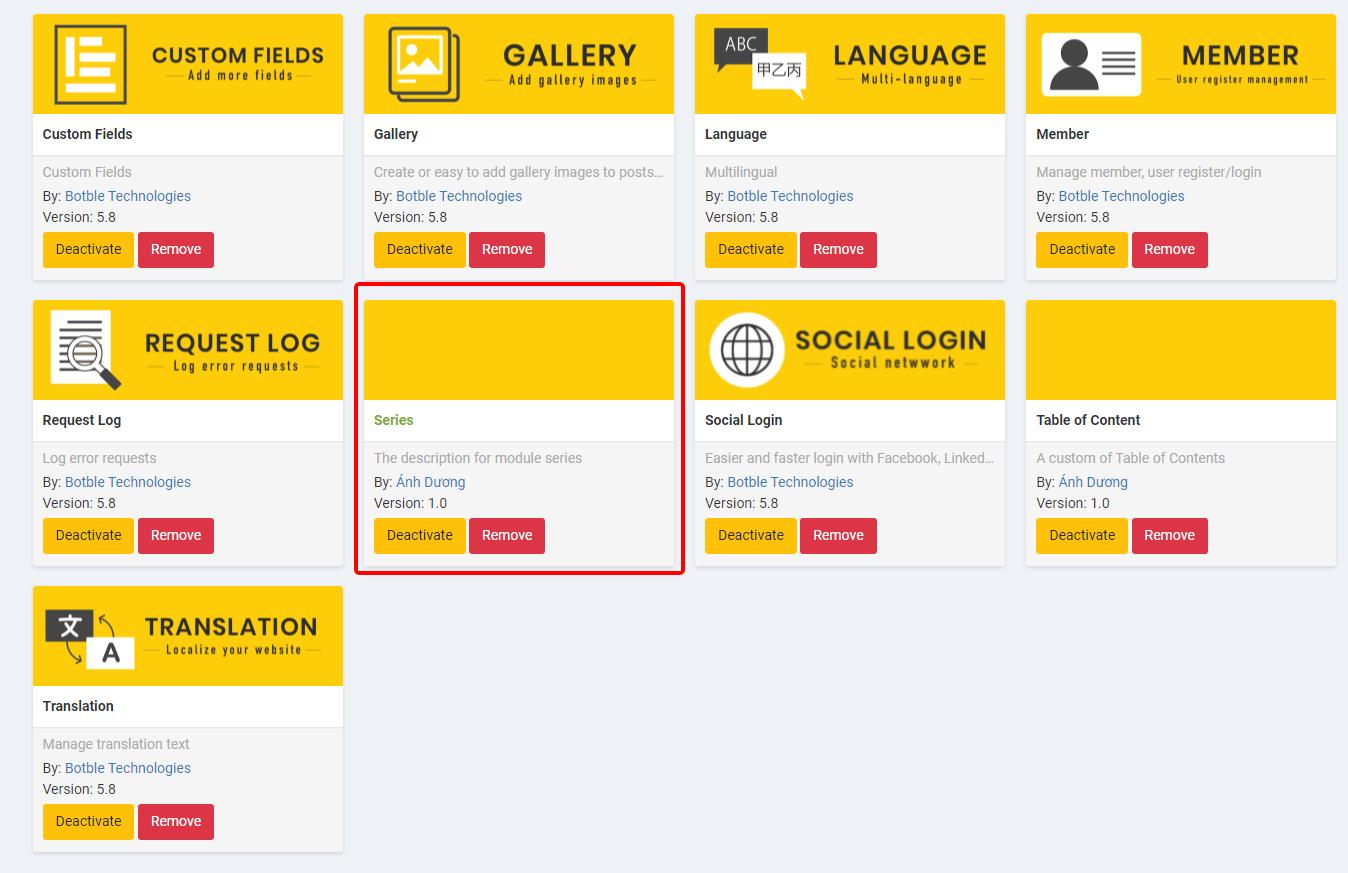 CUSTOM FIELDS
Add more fields
Custom Fields
Custom Fields
By: Botble Technologies
Version: 5.8
Deactivate Remove
GALLERY
Add gallery images
Gallery
Create or easy to add gallery images to posts...
By: Botble Technologies
Version: 5.8
Deactivate Remove
ABC
甲乙丙
LANGUAGE
Multi-language
Language
Multilingual
By: Botble Technologies
Version: 5.8
Deactivate Remove
MEMBER
User register management
Member
Manage member, user register/login
By: Botble Technologies
Version: 5.8
Deactivate Remove
REQUEST LOG
Log error requests
Request Log
Log error requests
By: Botble Technologies
Version: 5.8
Deactivate Remove
Series
The description for module series
By: Ánh Dương
Version: 1.0
Deactivate Remove
SOCIAL LOGIN
Social netwwork
Social Login
Easier and faster login with Facebook, Linked...
By: Botble Technologies
Version: 5.8
Deactivate Remove
Table of Content
A custom of Table of Contents
By: Ánh Dương
Version: 1.0
Deactivate Remove
文
A
TRANSLATION
Localize your website
Translation
Manage translation text
By: Botble Technologies
Version: 5.8
Deactivate Remove